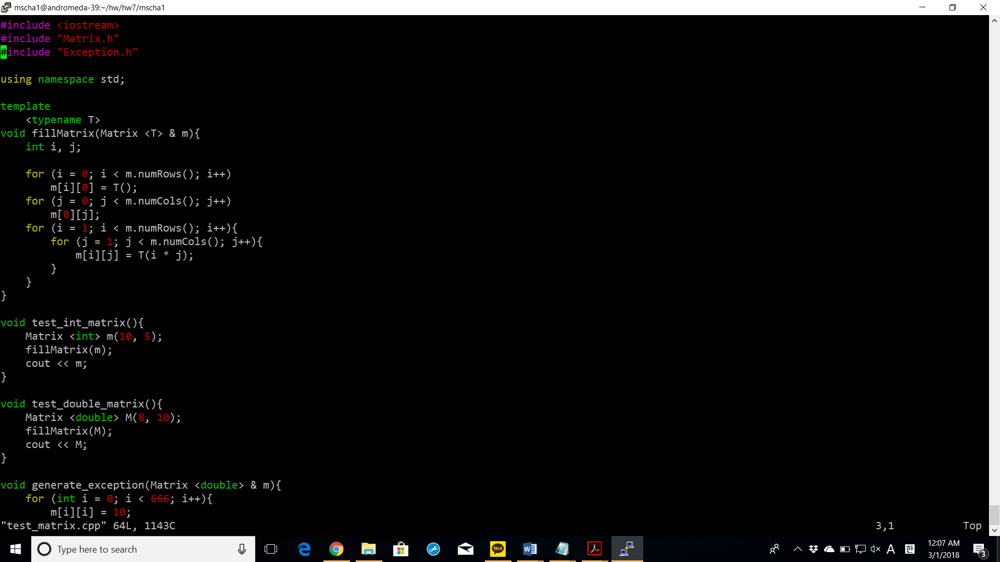 mscha1@andromeda-39:~/hw/hw7/mscha1
#include <iostream>
#include "Matrix.h"
#include "Exception.h"
using namespace std;
template
<typename T>
void fillMatrix(Matrix <T> & m){
int i, j;
for (i = 0; i < m.numRows(); i++)
m[i][0] = T();
for (j = 0; j < m.numCols(); j++)
m[0][j];
for (i = 1; i < m.numRows(); i++){
for (j = 1; j < m.numCols(); j++){
m[i][j] = T(i * j);
}
}
}
void test_int_matrix(){
Matrix <int> m(10, 5);
fillMatrix(m);
cout << m;
}
void test_double_matrix(){
Matrix <double> M(8, 10);
fillMatrix(M);
cout << M;
}
void generate_exception(Matrix <double> & m){
for (int i = 0; i < 666; i++){
m[i][i] = 10;
"test_matrix.cpp" 64L, 1143C 3,1 Top
Type here to search
TALK
A
한
12:07 AM
3/1/2018
3